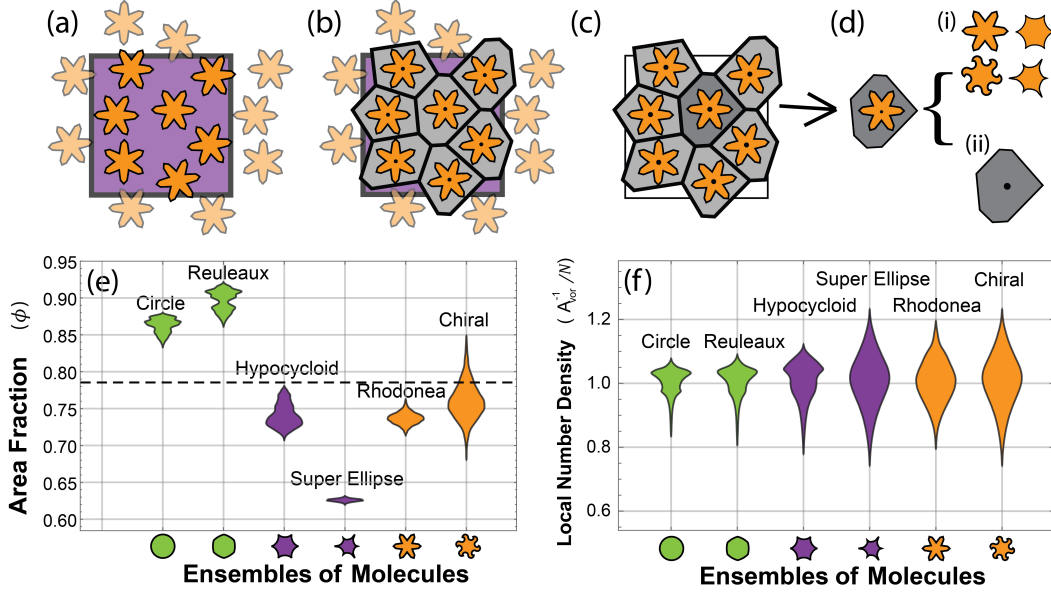 (a)
(b)
(c)
(d)
(i)
(ii)
(e)
0.95
0.90
0.85
0.80
0.75
0.70
0.65
0.60
Area Fraction (ϕ)
Circle
Reuleaux
Hypocycloid
Super Ellipse
Rhodonea
Chiral
Ensembles of Molecules
(f)
1.2
1.0
0.8
0.6
Local Number Density ( A⁻¹vor /N)
Circle
Reuleaux
Hypocycloid
Super Ellipse
Rhodonea
Chiral
Ensembles of Molecules